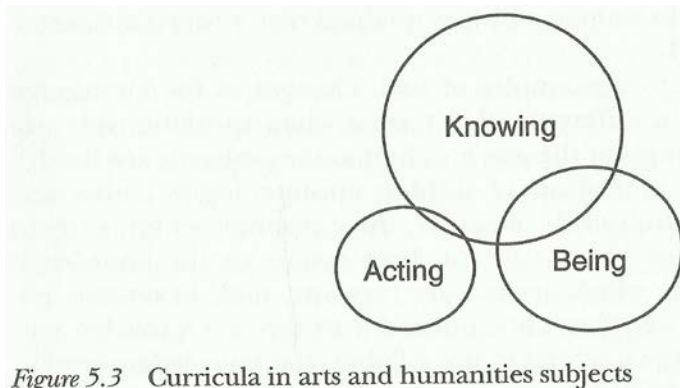 Knowing
Acting
Being
Figure 5.3 Curricula in arts and humanities subjects